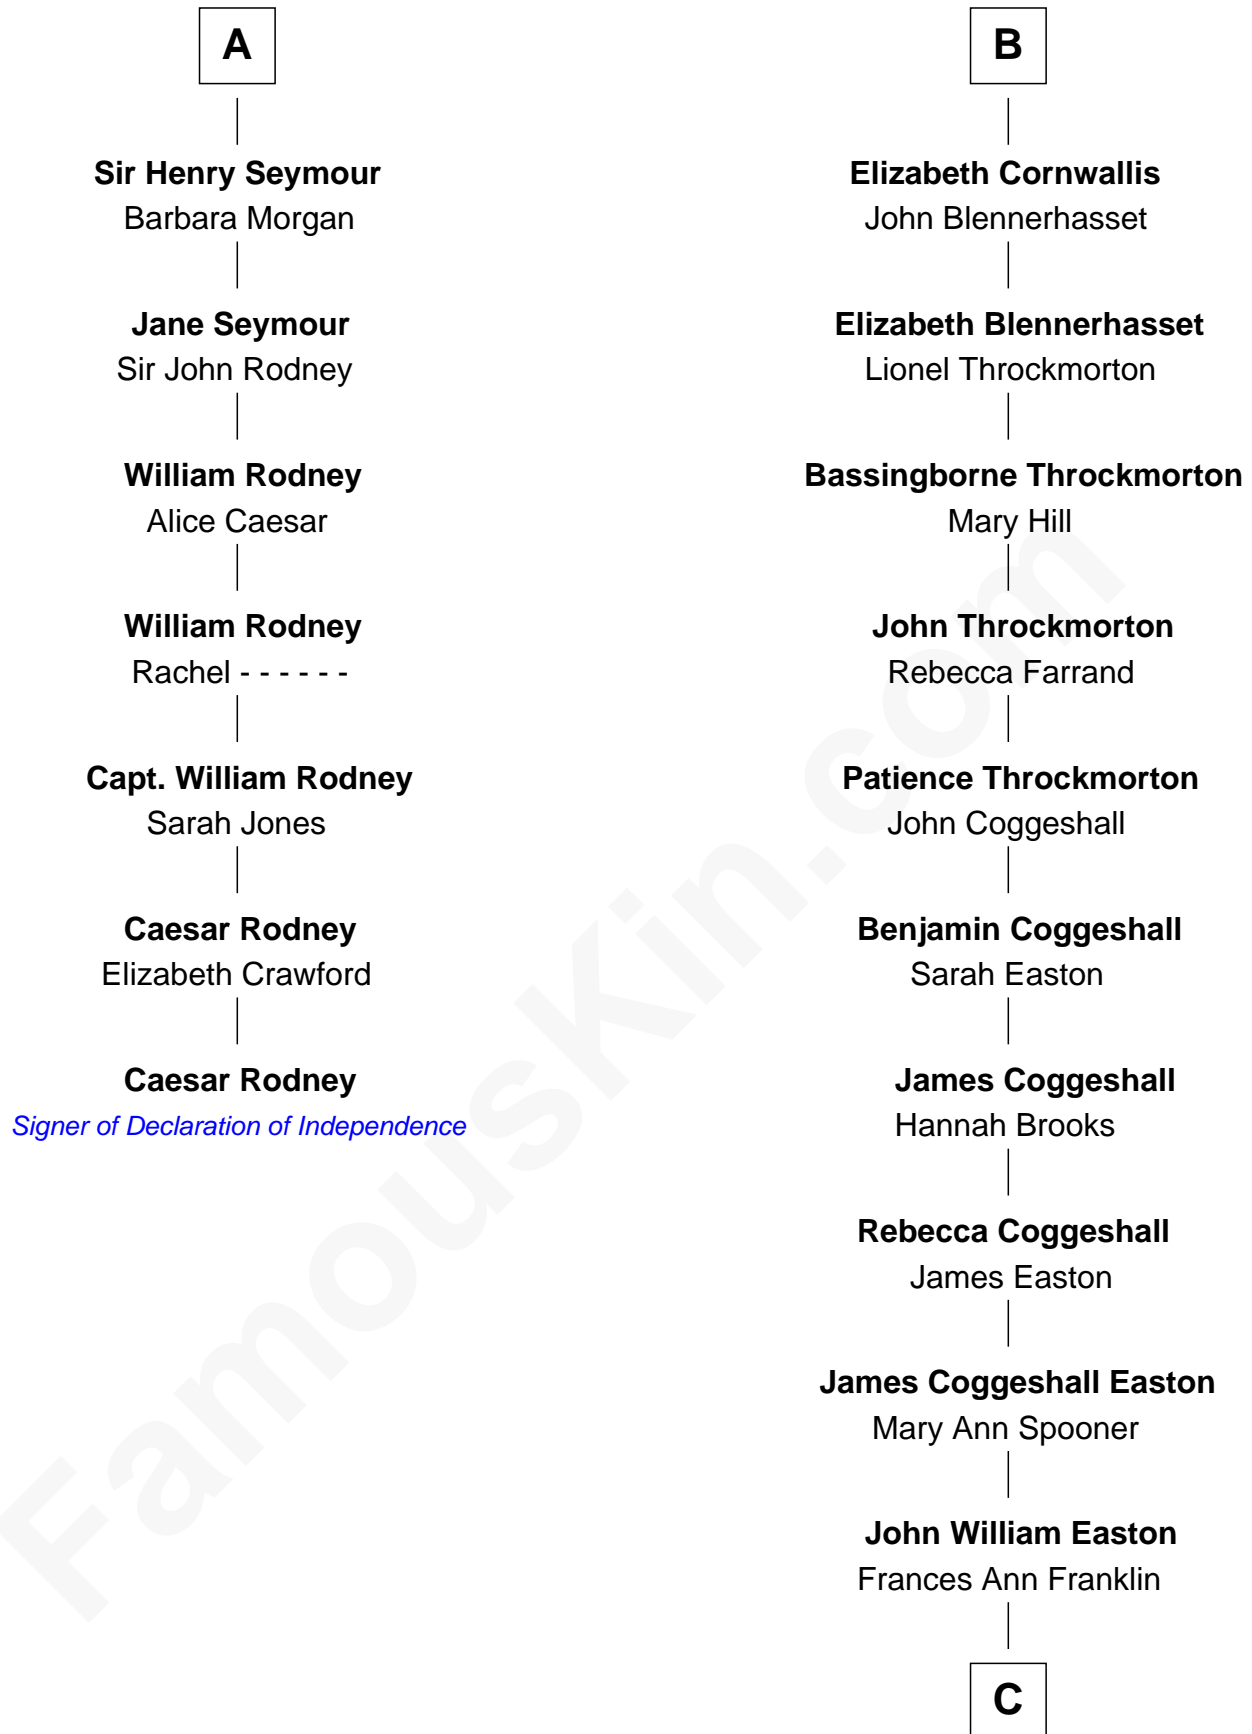 A
Sir Henry Seymour
Barbara Morgan
Jane Seymour
Sir John Rodney
William Rodney
Alice Caesar
William Rodney
Rachel - - - - - -
Capt. William Rodney
Sarah Jones
Caesar Rodney
Elizabeth Crawford
Caesar Rodney
Signer of Declaration of Independence
B
Elizabeth Cornwallis
John Blennerhasset
Elizabeth Blennerhasset
Lionel Throckmorton
Bassingborne Throckmorton
Mary Hill
John Throckmorton
Rebecca Farrand
Patience Throckmorton
John Coggeshall
Benjamin Coggeshall
Sarah Easton
James Coggeshall
Hannah Brooks
Rebecca Coggeshall
James Easton
James Coggeshall Easton
Mary Ann Spooner
John William Easton
Frances Ann Franklin
C
FamousKin.com